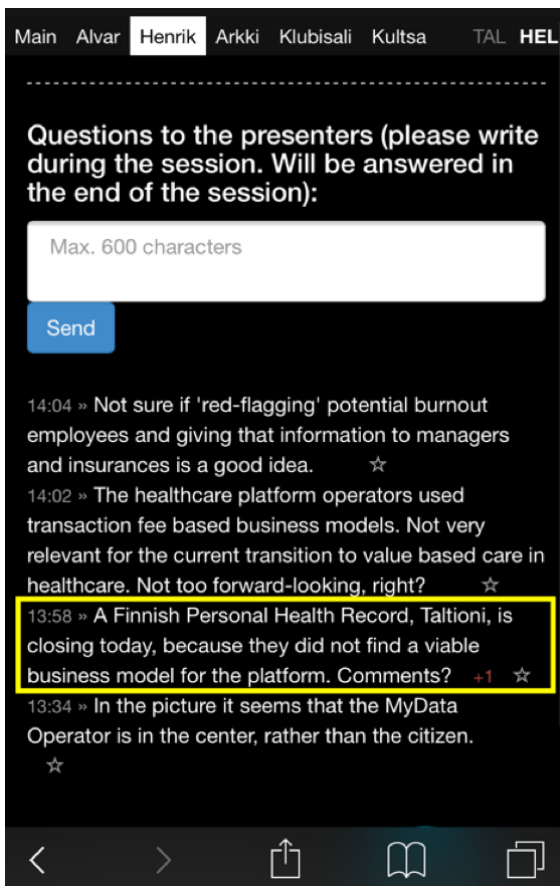 Main Alvar Henrik Arkki Klubisali Kultsa TAL HEL
Questions to the presenters (please write
during the session. Will be answered in
the end of the session):
Max. 600 characters
Send
14:04 » Not sure if 'red-flagging' potential burnout
employees and giving that information to managers
and insurances is a good idea. ☆
14:02 » The healthcare platform operators used
transaction fee based business models. Not very
relevant for the current transition to value based care in
healthcare. Not too forward-looking, right? ☆
13:58 » A Finnish Personal Health Record, Taltioni, is
closing today, because they did not find a viable
business model for the platform. Comments? +1 ☆
13:34 » In the picture it seems that the MyData
Operator is in the center, rather than the citizen.
☆